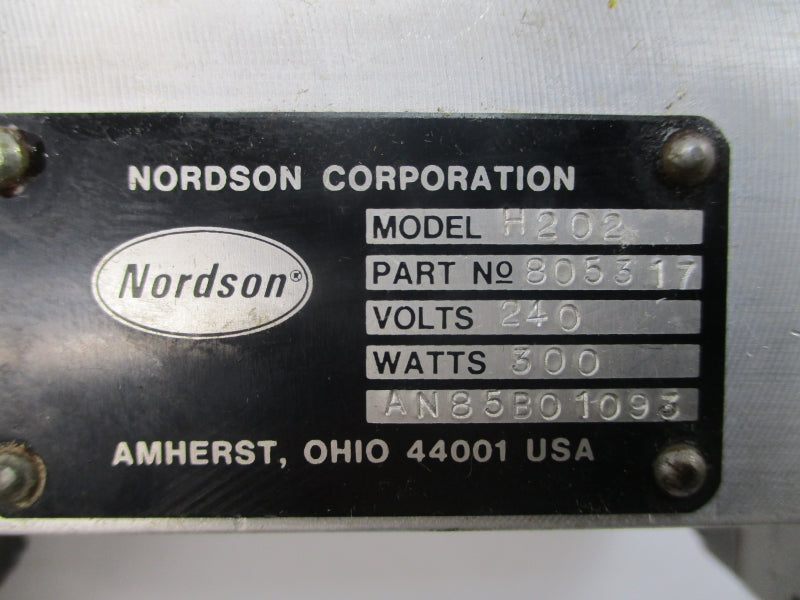 NORDSON CORPORATION
Nordson®
MODEL H202
PART Nº 805317
VOLTS 240
WATTS 300
AN85B01093
AMHERST, OHIO 44001 USA